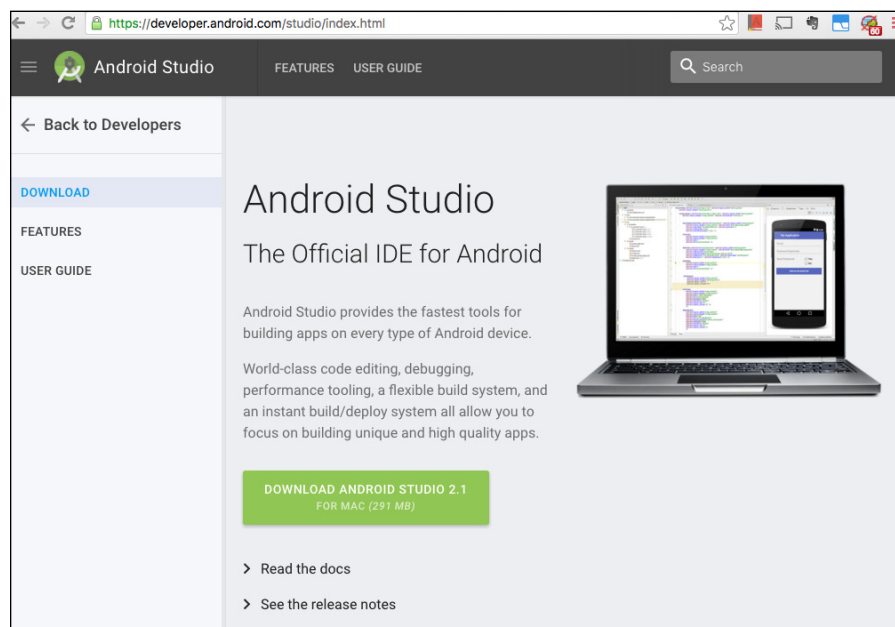 https://developer.android.com/studio/index.html
80
Android Studio
FEATURES
USER GUIDE
Search
Back to Developers
DOWNLOAD
FEATURES
USER GUIDE
Android Studio
The Official IDE for Android
Android Studio provides the fastest tools for
building apps on every type of Android device.
World-class code editing, debugging,
performance tooling, a flexible build system, and
an instant build/deploy system all allow you to
focus on building unique and high quality apps.
DOWNLOAD ANDROID STUDIO 2.1
FOR MAC (291 MB)
Read the docs
See the release notes